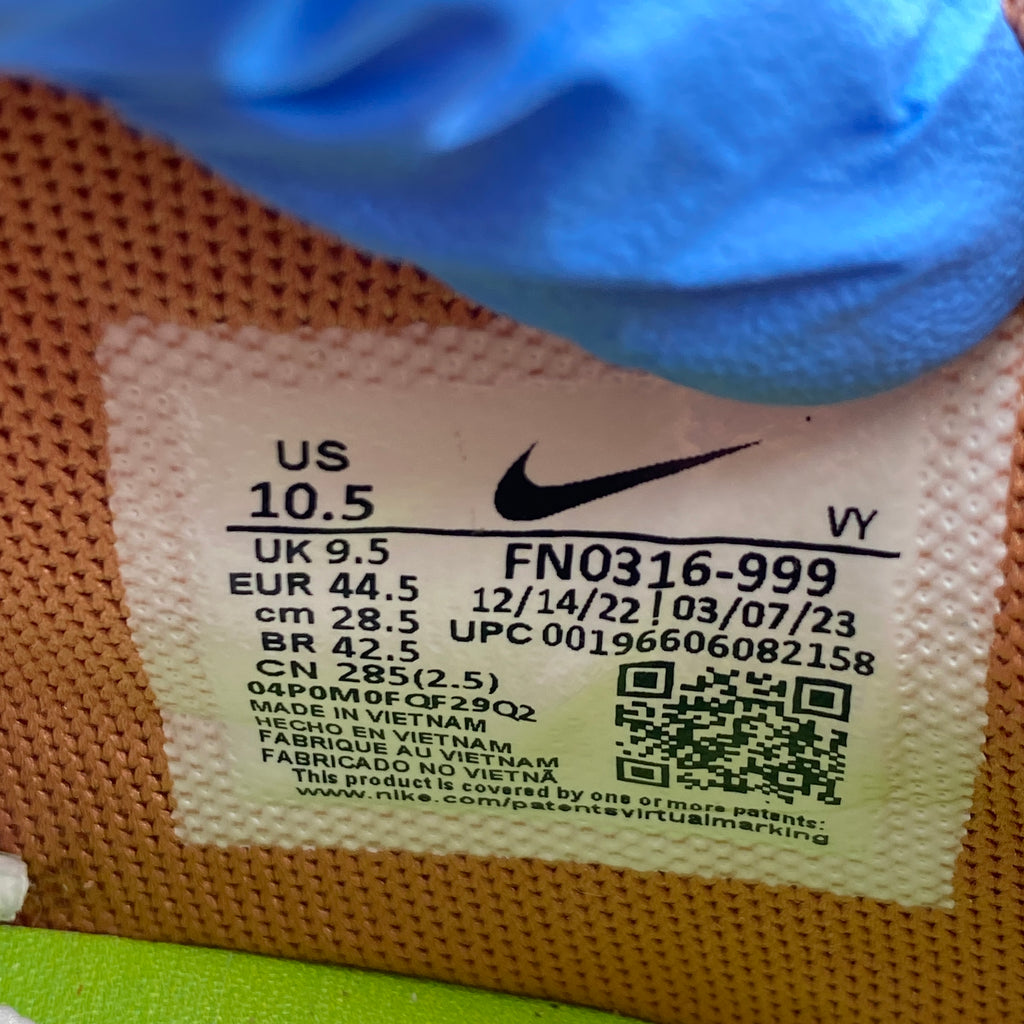 US
10.5
VY
UK 9.5
EUR 44.5
cm 28.5
BR 42.5
CN 285(2.5)
04P0M0FQF29Q2
MADE IN VIETNAM
HECHO EN VIETNAM
FABRIQUE AU VIETNAM
FABRICADO NO VIETNÃ
FN0316-999
12/14/22 ! 03/07/23
UPC 00196606082158
This product is covered by one or more patents:
www.nike.com/patentsvirtualmarking